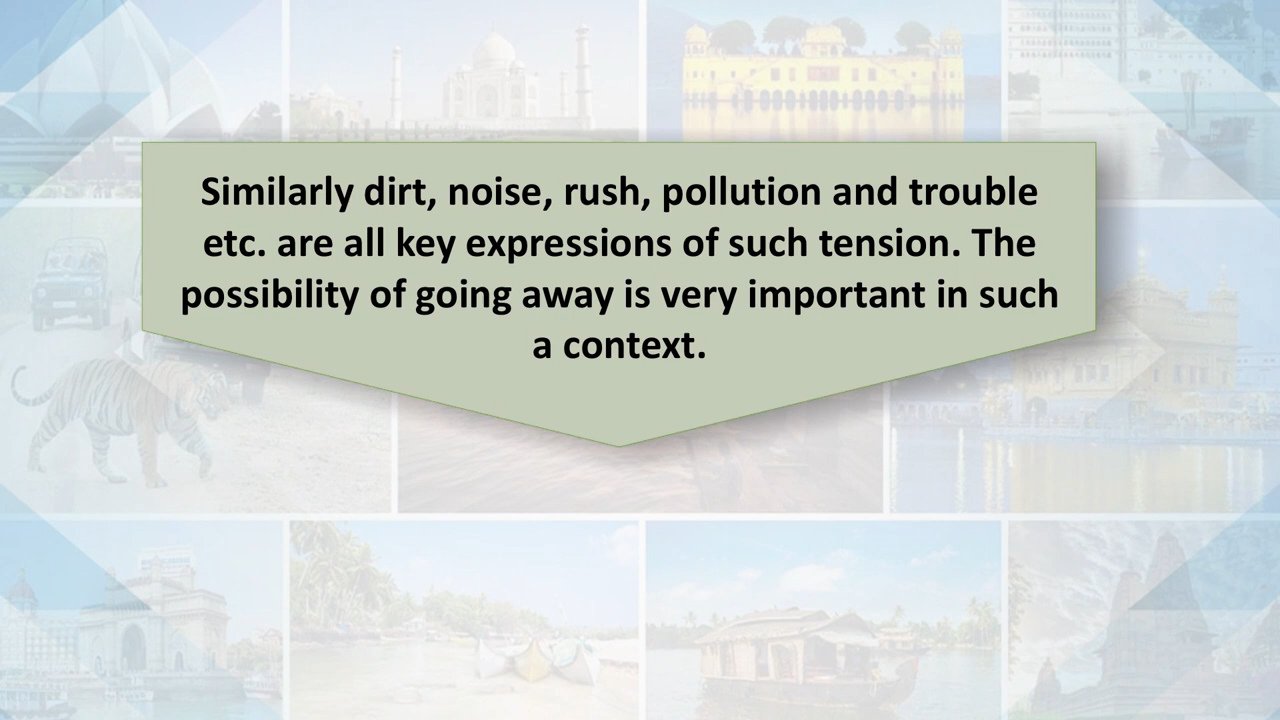 Similarly dirt, noise, rush, pollution and trouble
etc. are all key expressions of such tension. The
possibility of going away is very important in such
a context.